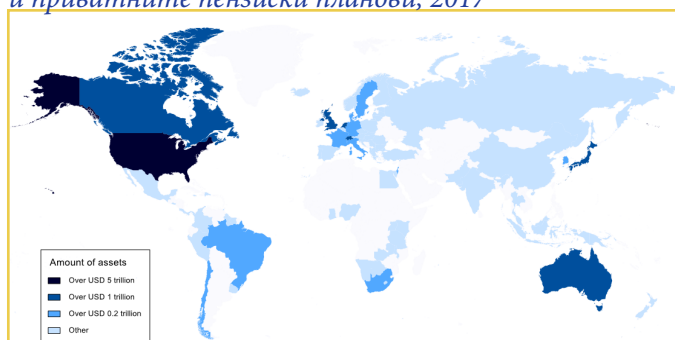 и приватните пензиски планови, 2017
Amount of assets
Over USD 5 trillion
Over USD 1 trillion
Over USD 0.2 trillion
Other